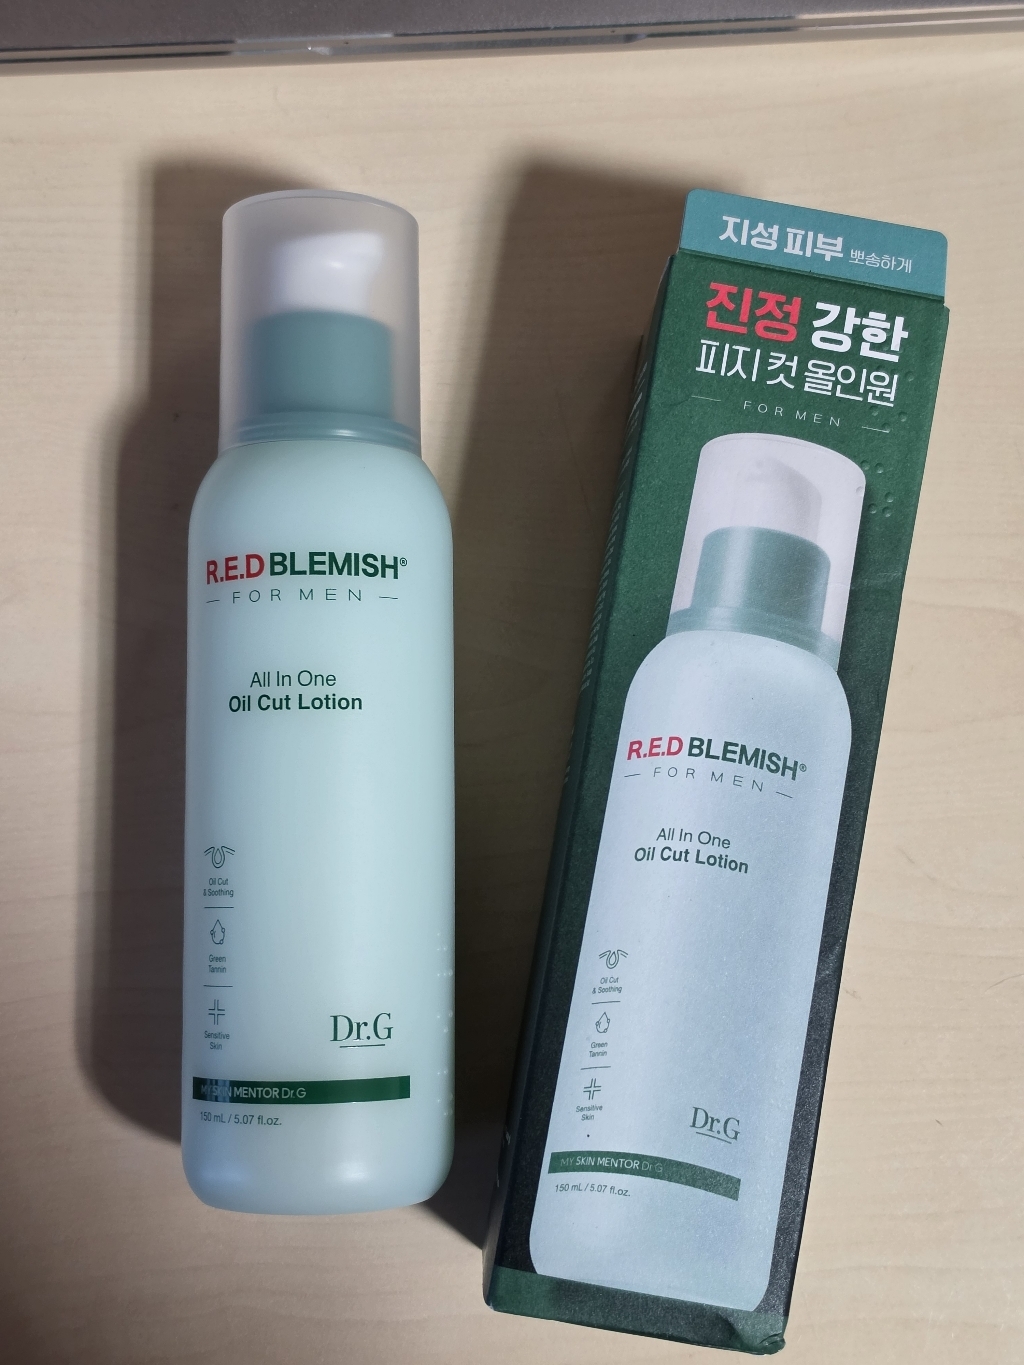 R.E.D BLEMISH®
FOR MEN
All In One
Oil Cut Lotion
Oil Cut
& Soothing
Green
Tannin
Sensitive
Skin
Dr.G
MY SKIN MENTOR Dr.G
150 mL / 5.07 fl.oz.
지성 피부 뽀송하게
진정 강한
피지 컷 올인원
FOR MEN
R.E.D BLEMISH®
FOR MEN
All In One
Oil Cut Lotion
Oil Cut
& Soothing
Green
Tannin
Sensitive
Skin
Dr.G
MY SKIN MENTOR Dr.G
150 mL / 5.07 fl.oz.